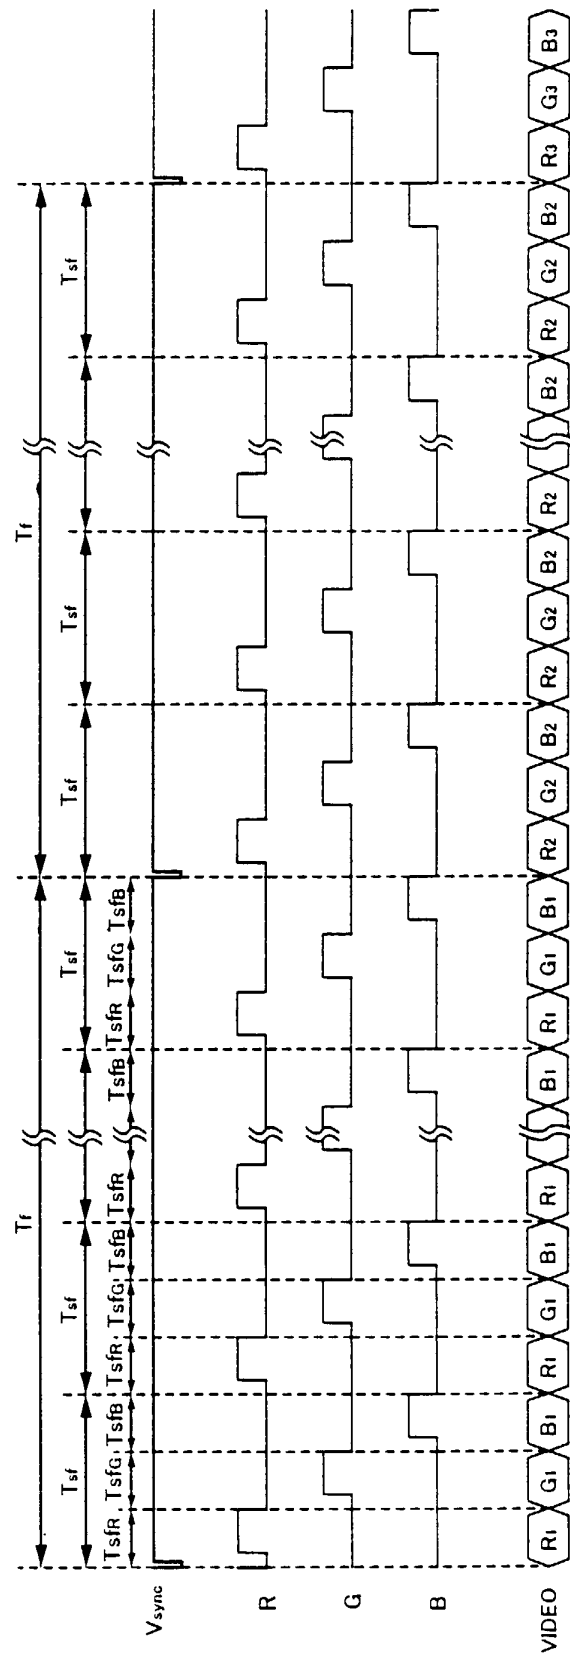 Tf Tf
Tsf Tsf Tsf Tsf Tsf Tsf
TsfR TsfG TsfB TsfR TsfG TsfB TsfR TsfB TsfR TsfG TsfB
Vsync
R
G
B
VIDEO R1 G1 B1 R1 G1 B1 R1 B1 R1 G1 B1 R2 G2 B2 R2 G2 B2 R2 B2 R2 G2 B2 R3 G3 B3